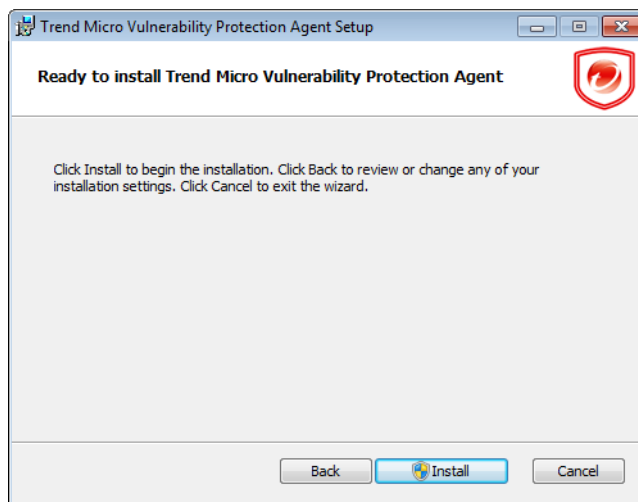 Trend Micro Vulnerability Protection Agent Setup
Ready to install Trend Micro Vulnerability Protection Agent
Click Install to begin the installation. Click Back to review or change any of your
installation settings. Click Cancel to exit the wizard.
Back Install Cancel